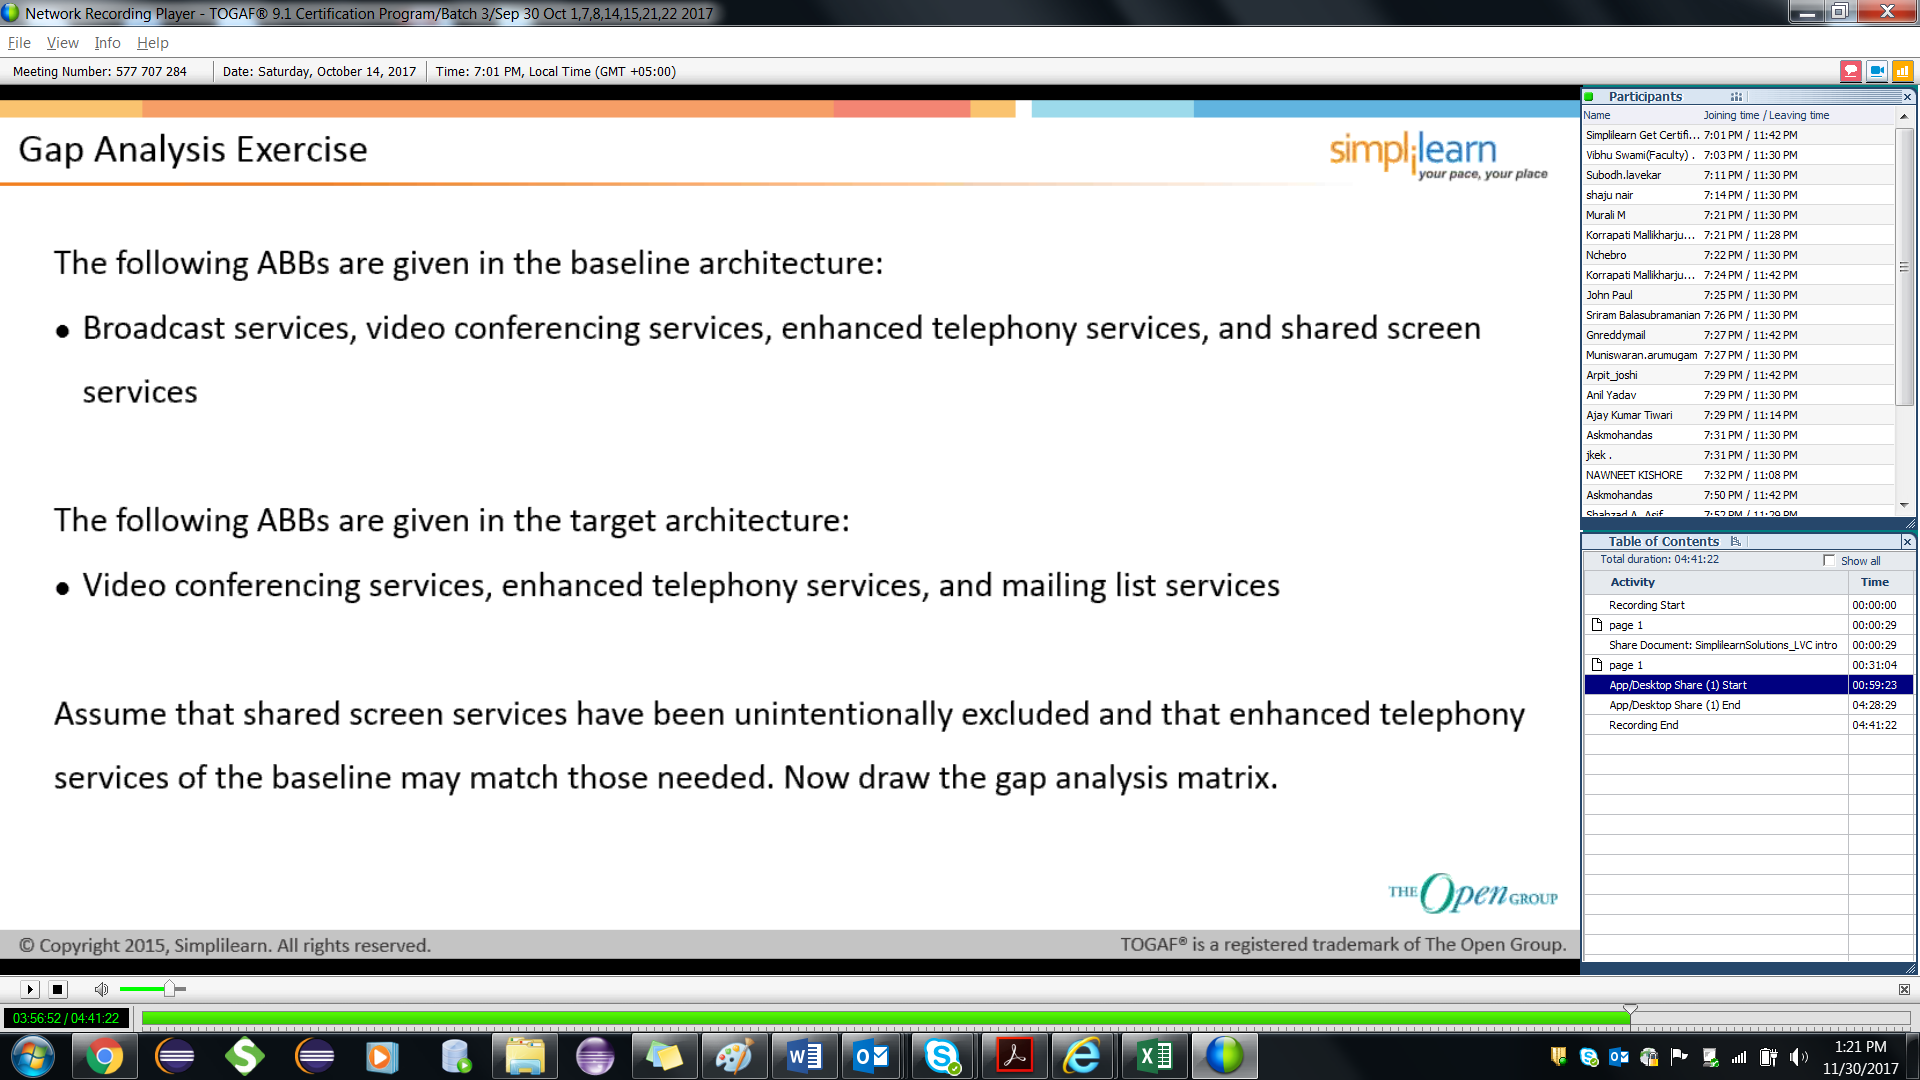 Network Recording Player - TOGAF® 9.1 Certification Program/Batch 3/Sep 30 Oct 1,7,8,14,15,21,22 2017
File View Info Help
Meeting Number: 577 707 284 Date: Saturday, October 14, 2017 Time: 7:01 PM, Local Time (GMT +05:00)
Gap Analysis Exercise
simplilearn
your pace, your place
The following ABBs are given in the baseline architecture:
● Broadcast services, video conferencing services, enhanced telephony services, and shared screen
services
The following ABBs are given in the target architecture:
● Video conferencing services, enhanced telephony services, and mailing list services
Assume that shared screen services have been unintentionally excluded and that enhanced telephony
services of the baseline may match those needed. Now draw the gap analysis matrix.
THE Open GROUP
© Copyright 2015, Simplilearn. All rights reserved.
TOGAF® is a registered trademark of The Open Group.
Participants
Name Joining time / Leaving time
Simplilearn Get Certifi... 7:01 PM / 11:42 PM
Vibhu Swami(Faculty) . 7:03 PM / 11:30 PM
Subodh.lavekar 7:11 PM / 11:30 PM
shaju nair 7:14 PM / 11:30 PM
Murali M 7:21 PM / 11:30 PM
Korrapati Mallikharju... 7:21 PM / 11:28 PM
Nchebro 7:22 PM / 11:30 PM
Korrapati Mallikharju... 7:24 PM / 11:42 PM
John Paul 7:25 PM / 11:30 PM
Sriram Balasubramanian 7:26 PM / 11:30 PM
Gnreddymail 7:27 PM / 11:42 PM
Muniswaran.arumugam 7:27 PM / 11:30 PM
Arpit_joshi 7:29 PM / 11:42 PM
Anil Yadav 7:29 PM / 11:30 PM
Ajay Kumar Tiwari 7:29 PM / 11:14 PM
Askmohandas 7:31 PM / 11:30 PM
jkek . 7:31 PM / 11:30 PM
NAWNEET KISHORE 7:32 PM / 11:08 PM
Askmohandas 7:50 PM / 11:42 PM
Shahzad A. Asif 7:52 PM / 11:29 PM
Table of Contents
Total duration: 04:41:22 Show all
Activity Time
Recording Start 00:00:00
page 1 00:00:29
Share Document: SimplilearnSolutions_LVC intro 00:00:29
page 1 00:31:04
App/Desktop Share (1) Start 00:59:23
App/Desktop Share (1) End 04:28:29
Recording End 04:41:22
03:56:52 / 04:41:22
1:21 PM
11/30/2017